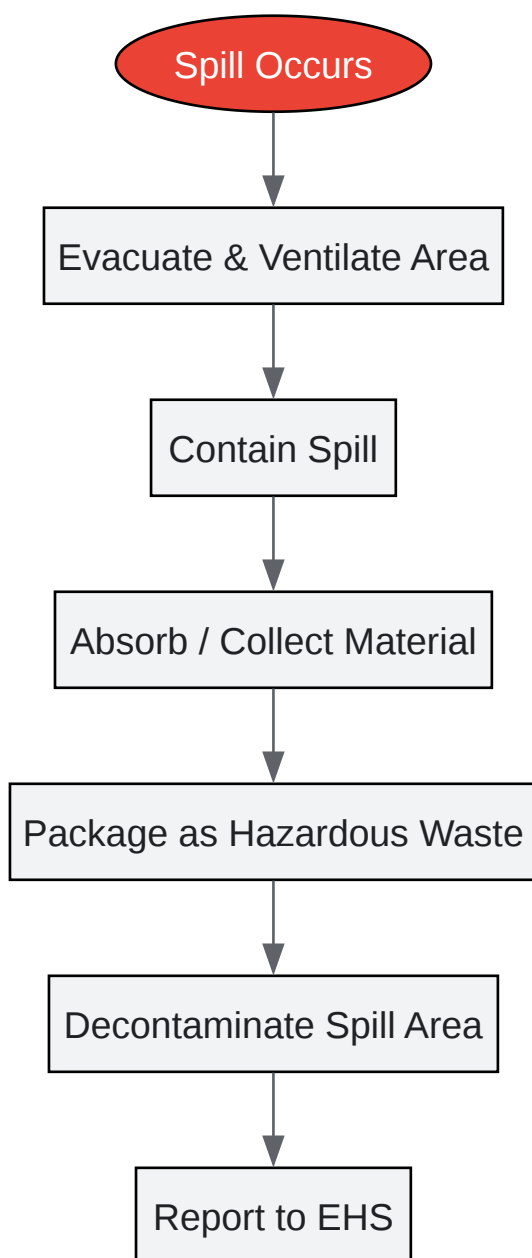 Spill Occurs
Evacuate & Ventilate Area
Contain Spill
Absorb / Collect Material
Package as Hazardous Waste
Decontaminate Spill Area
Report to EHS